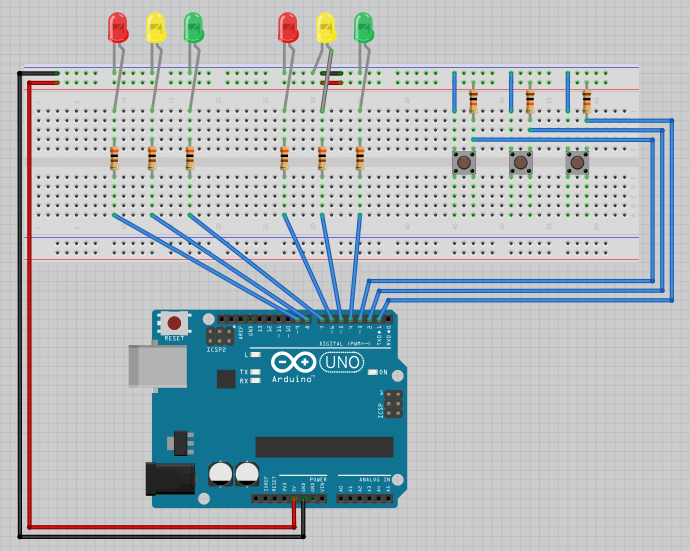 RESET
ICSP2
AREF
GND
13
12
~11
~10
~9
8
7
~6
~5
4
~3
2
TX0▶1
RX0◀0
DIGITAL (PWM~)
L
TX
RX
Arduino™
UNO
ON
ICSP
1
IOREF
RESET
3V3
5V
GND
GND
VIN
POWER
ANALOG IN
A0
A1
A2
A3
A4
A5